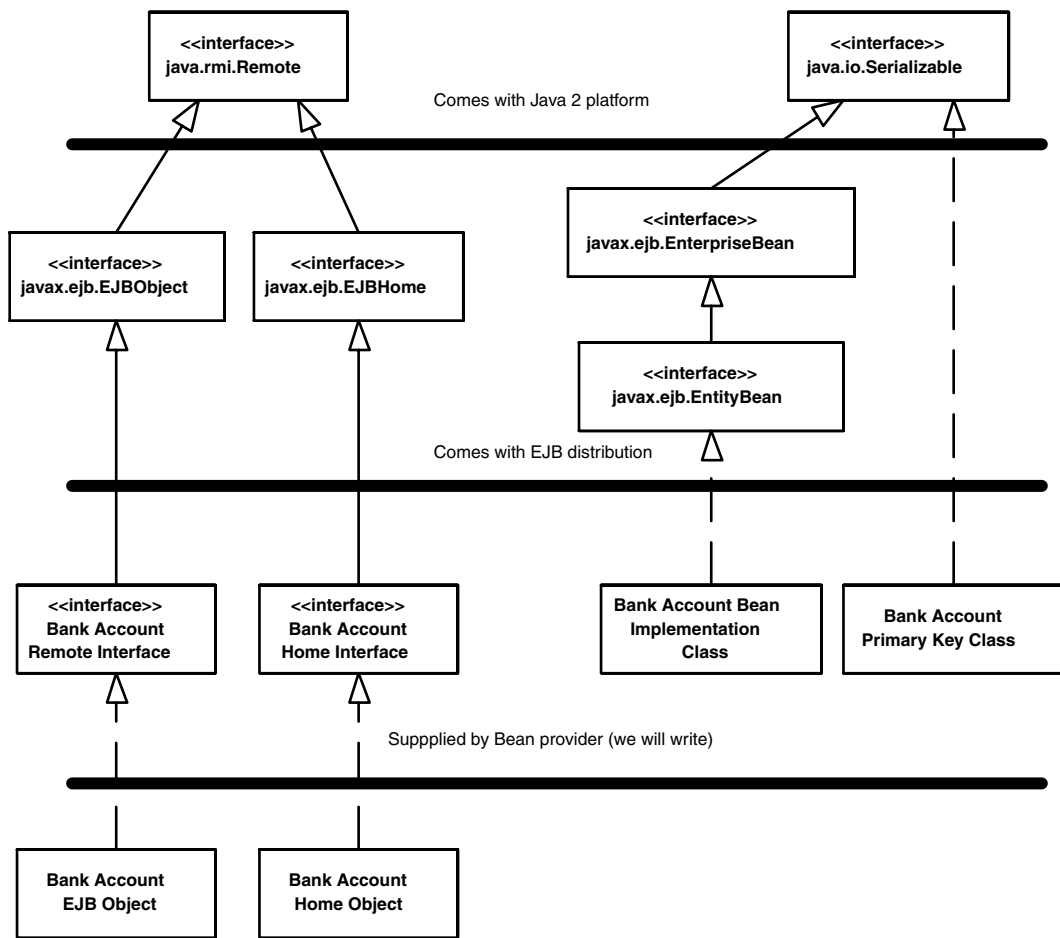 <<interface>>
java.rmi.Remote
<<interface>>
java.io.Serializable
Comes with Java 2 platform
<<interface>>
javax.ejb.EnterpriseBean
<<interface>>
javax.ejb.EJBObject
<<interface>>
javax.ejb.EJBHome
<<interface>>
javax.ejb.EntityBean
Comes with EJB distribution
<<interface>>
Bank Account
Remote Interface
<<interface>>
Bank Account
Home Interface
Bank Account Bean
Implementation
Class
Bank Account
Primary Key Class
Suppplied by Bean provider (we will write)
Bank Account
EJB Object
Bank Account
Home Object